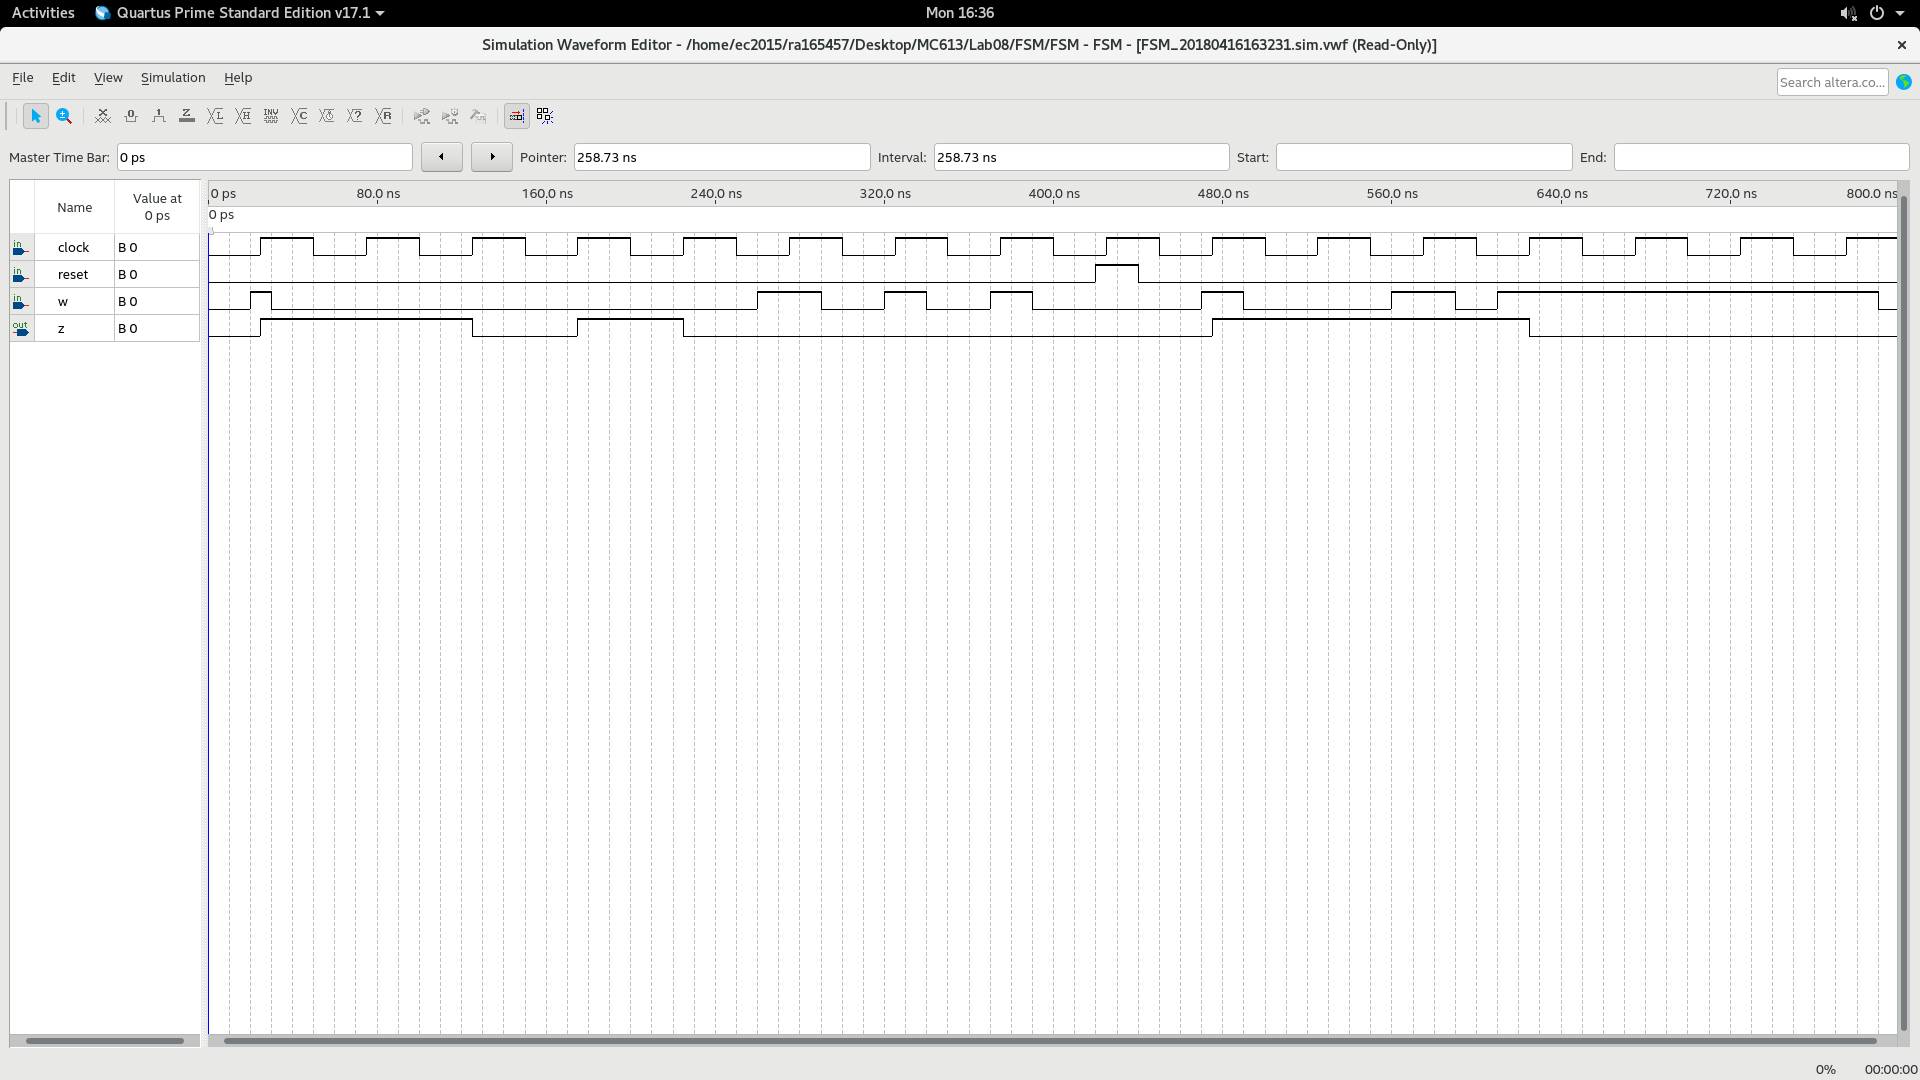 Activities Quartus Prime Standard Edition v17.1 Mon 16:36
Simulation Waveform Editor - /home/ec2015/ra165457/Desktop/MC613/Lab08/FSM/FSM - FSM - [FSM_20180416163231.sim.vwf (Read-Only)]
File Edit View Simulation Help Search altera.co...
Master Time Bar: 0 ps Pointer: 258.73 ns Interval: 258.73 ns Start: End:
Name Value at 0 ps
0 ps 80.0 ns 160.0 ns 240.0 ns 320.0 ns 400.0 ns 480.0 ns 560.0 ns 640.0 ns 720.0 ns 800.0 ns
0 ps
in clock B 0
in reset B 0
in w B 0
out z B 0
0% 00:00:00